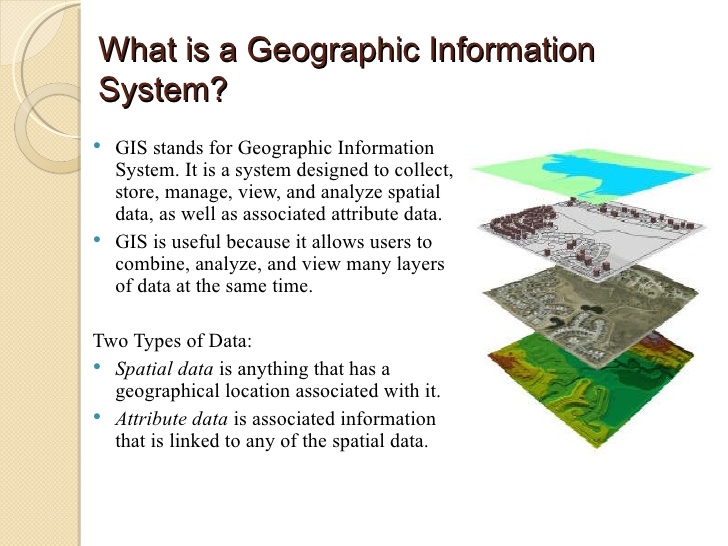 What is a Geographic Information
System?
• GIS stands for Geographic Information
System. It is a system designed to collect,
store, manage, view, and analyze spatial
data, as well as associated attribute data.
• GIS is useful because it allows users to
combine, analyze, and view many layers
of data at the same time.
Two Types of Data:
• Spatial data is anything that has a
geographical location associated with it.
• Attribute data is associated information
that is linked to any of the spatial data.